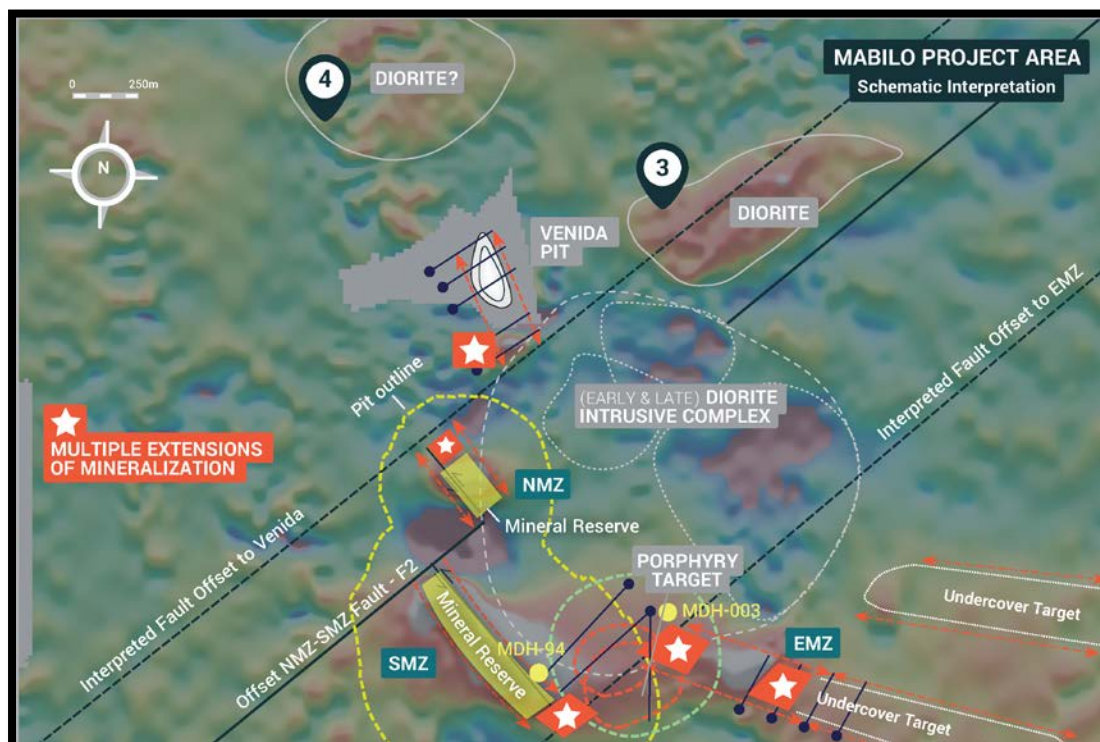 MABILO PROJECT AREA
Schematic Interpretation
0 250m
N
4
DIORITE?
3
DIORITE
VENIDA
PIT
Pit outline
(EARLY & LATE) DIORITE
INTRUSIVE COMPLEX
Interpreted Fault Offset to EMZ
MULTIPLE EXTENSIONS
OF MINERALIZATION
NMZ
Mineral Reserve
Interpreted Fault Offset to Venida
Offset NMZ-SMZ Fault - F2
PORPHYRY
TARGET
MDH-003
Undercover Target
Mineral Reserve
MDH-94
SMZ
EMZ
Undercover Target